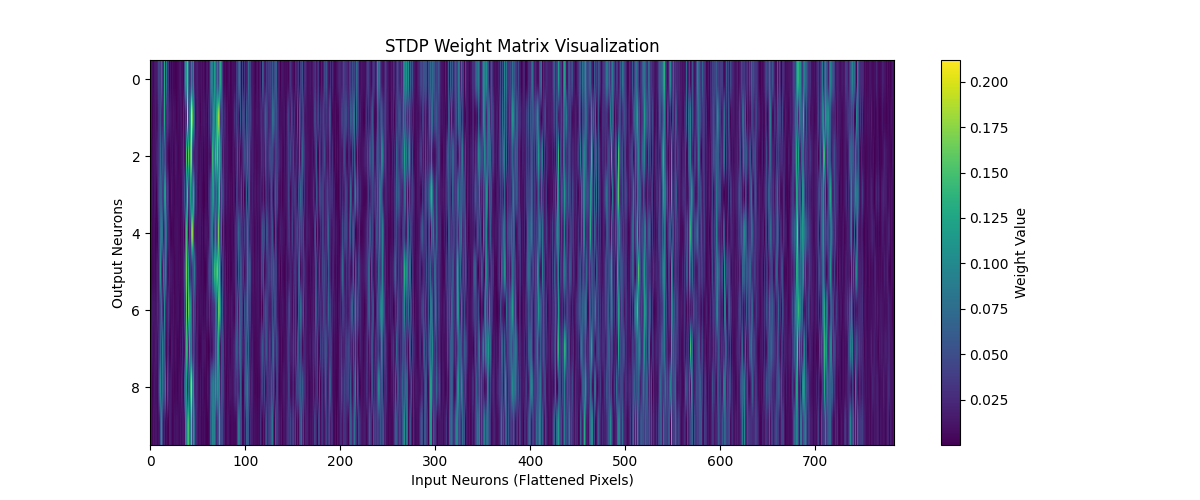 STDP Weight Matrix Visualization
Output Neurons
0
2
4
6
8
0 100 200 300 400 500 600 700
Input Neurons (Flattened Pixels)
0.200
0.175
0.150
0.125
0.100
0.075
0.050
0.025
Weight Value